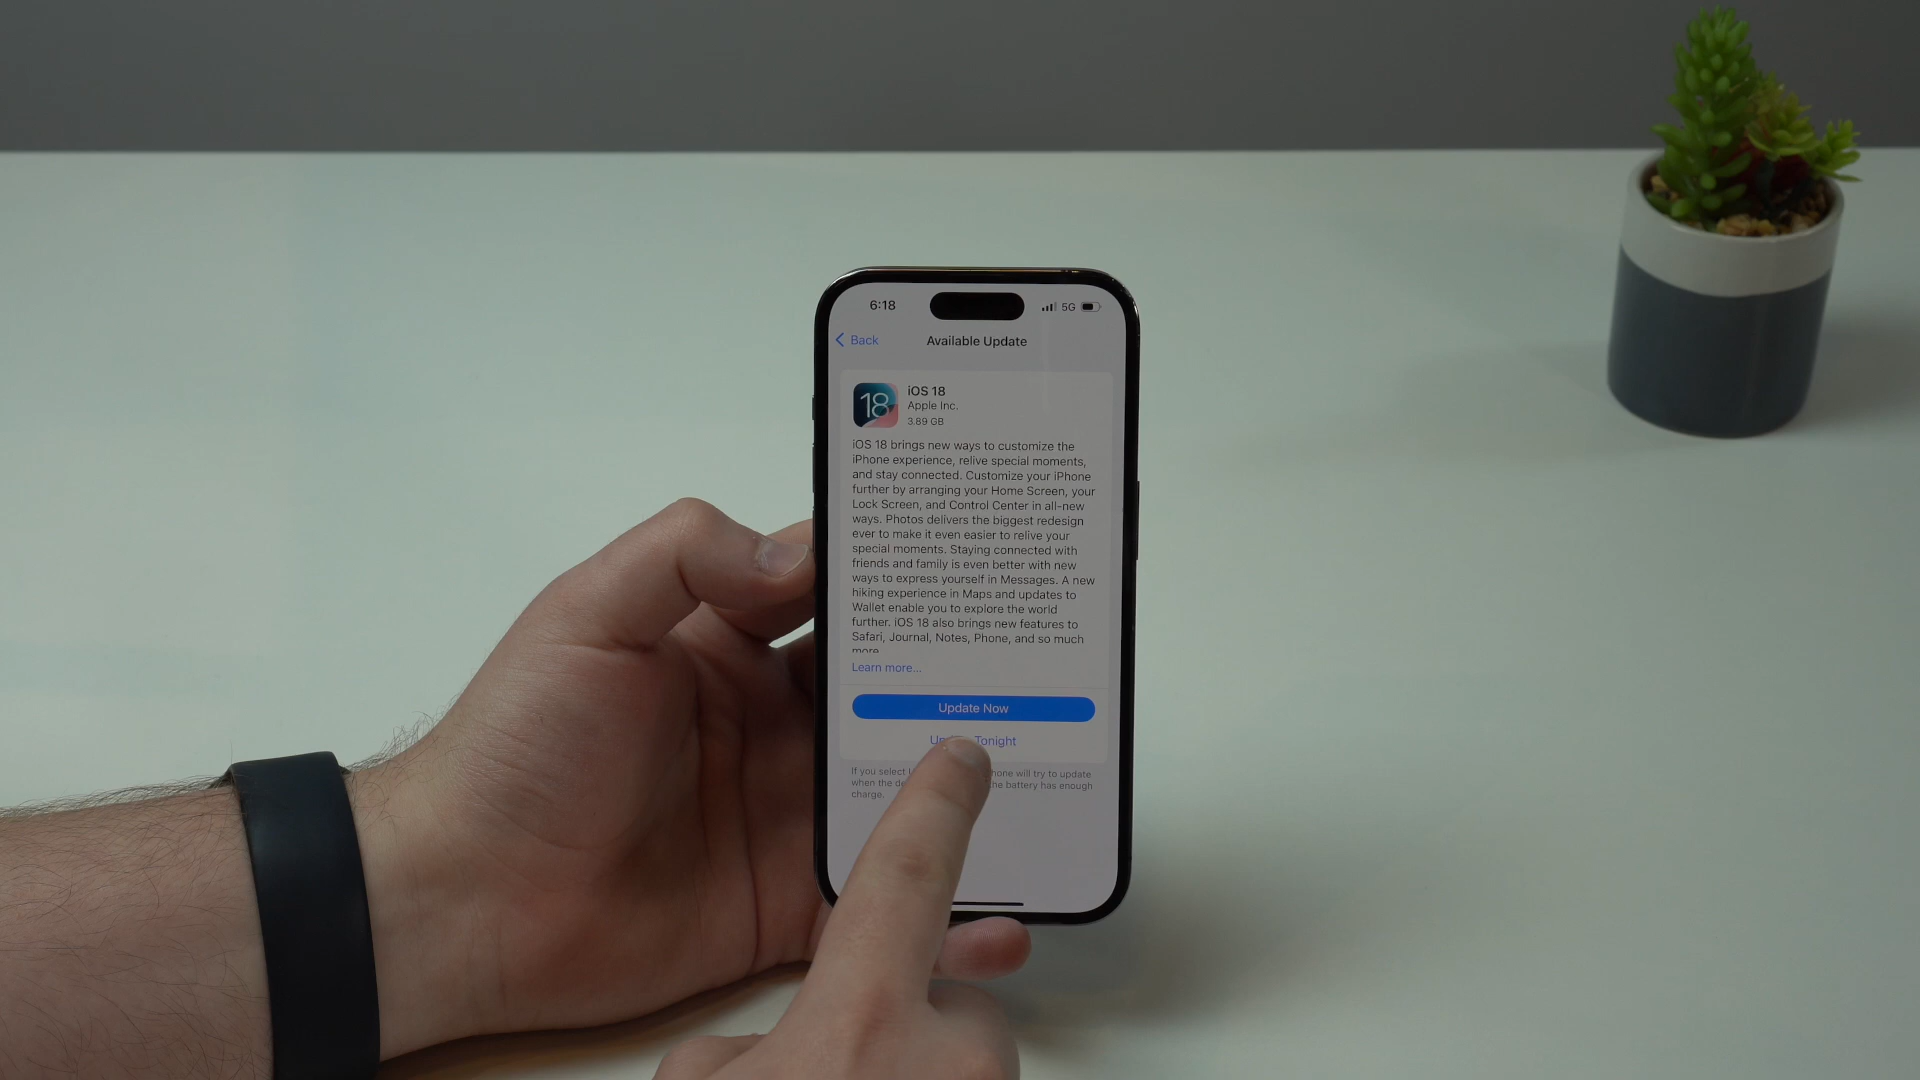 6:18
5G
Back
Available Update
18
iOS 18
Apple Inc.
3.89 GB
iOS 18 brings new ways to customize the
iPhone experience, relive special moments,
and stay connected. Customize your iPhone
further by arranging your Home Screen, your
Lock Screen, and Control Center in all-new
ways. Photos delivers the biggest redesign
ever to make it even easier to relive your
special moments. Staying connected with
friends and family is even better with new
ways to express yourself in Messages. A new
hiking experience in Maps and updates to
Wallet enable you to explore the world
further. iOS 18 also brings new features to
Safari, Journal, Notes, Phone, and so much
more.
Learn more...
Update Now
Tonight
If you select will try to update
when the the battery has enough
charge.